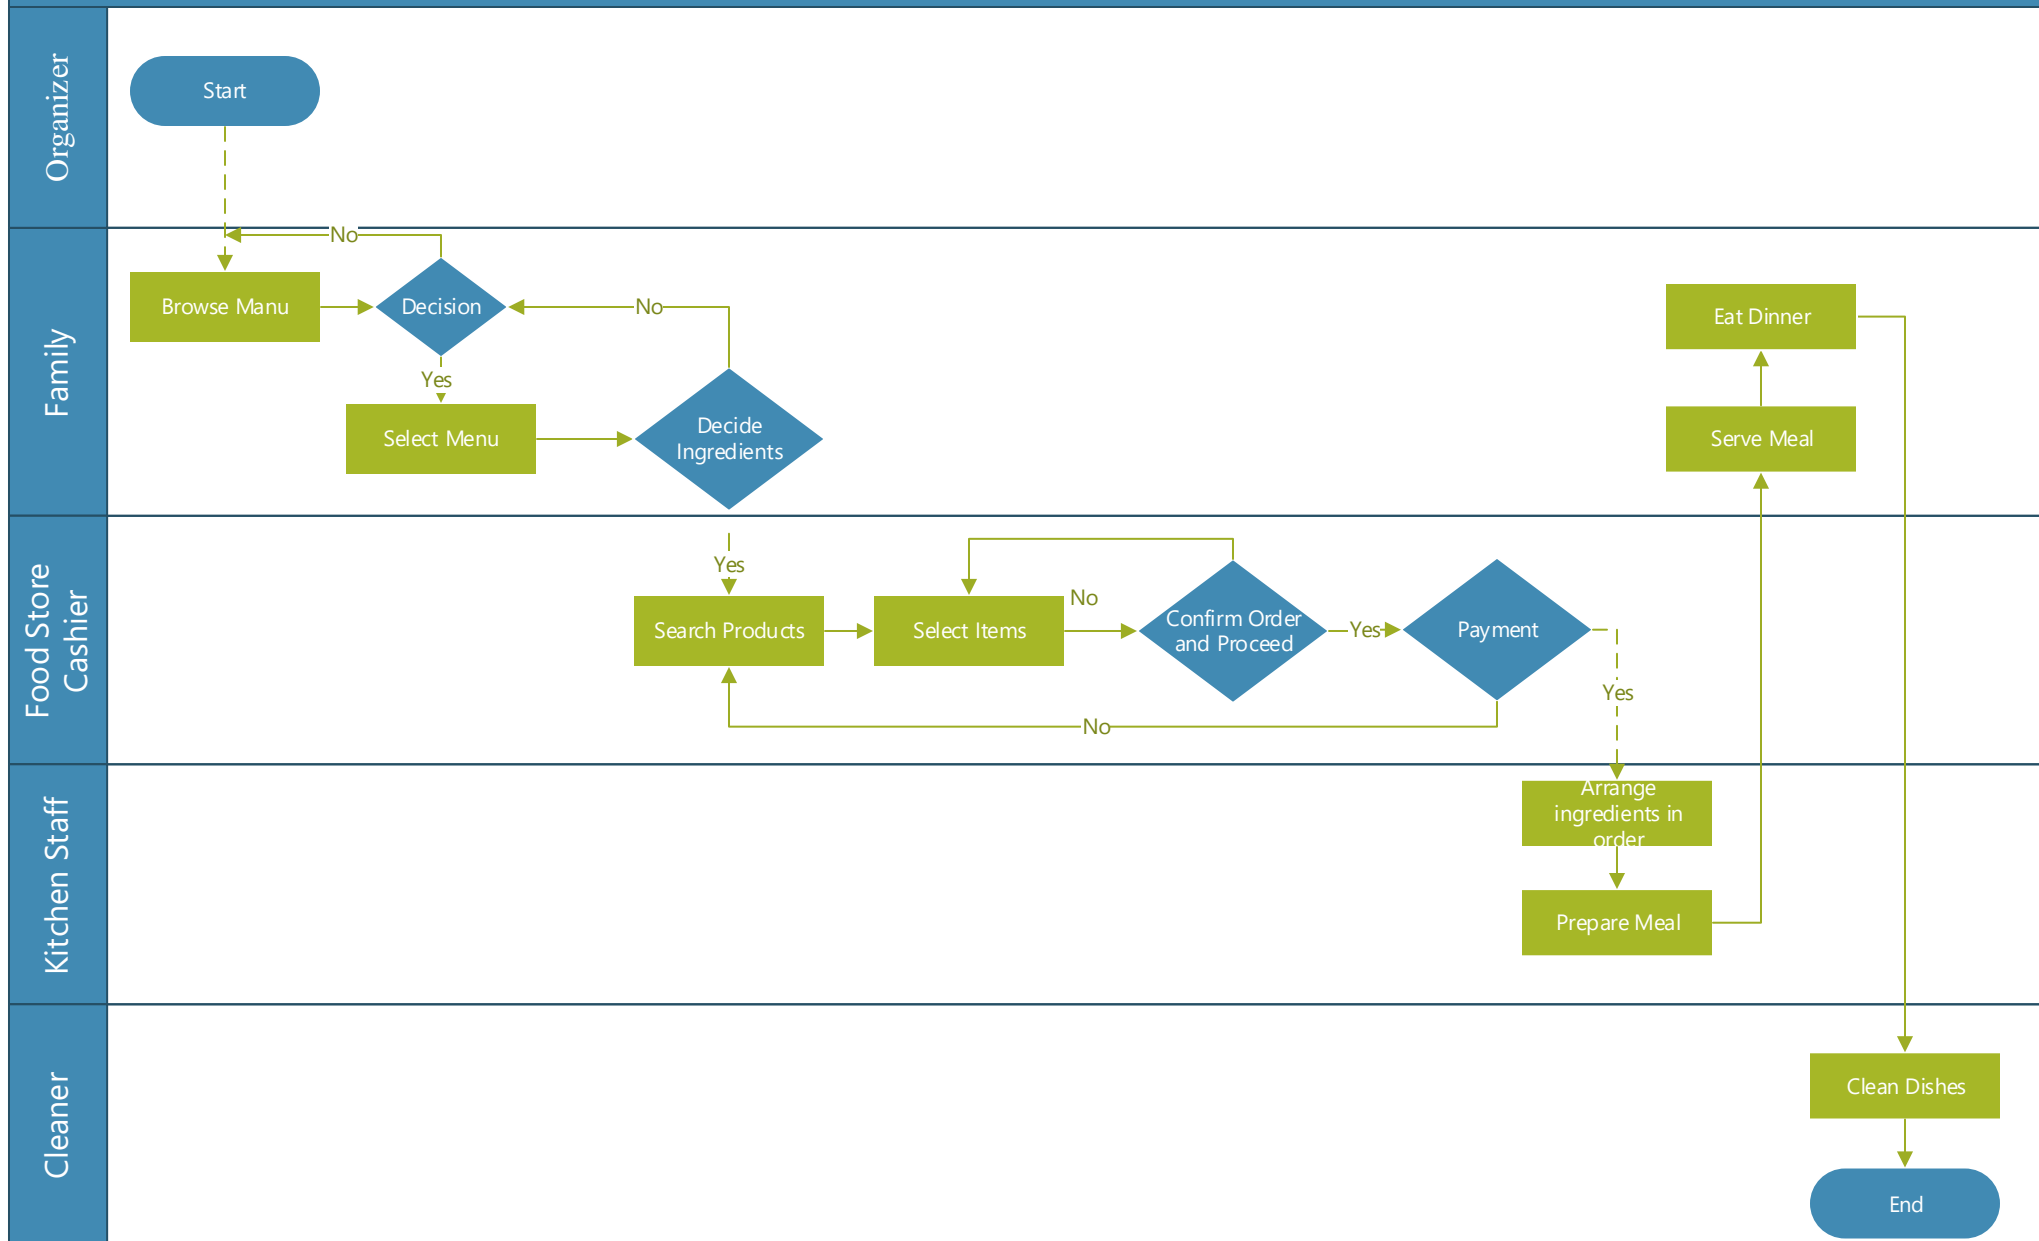 Organizer
Start
Family
No
Browse Manu
Decision
No
Yes
Select Menu
Decide
Ingredients
Eat Dinner
Serve Meal
Food Store
Cashier
Yes
Search Products
Select Items
No
Confirm Order
and Proceed
Yes
Payment
Yes
No
Kitchen Staff
Arrange
ingredients in
order
Prepare Meal
Cleaner
Clean Dishes
End